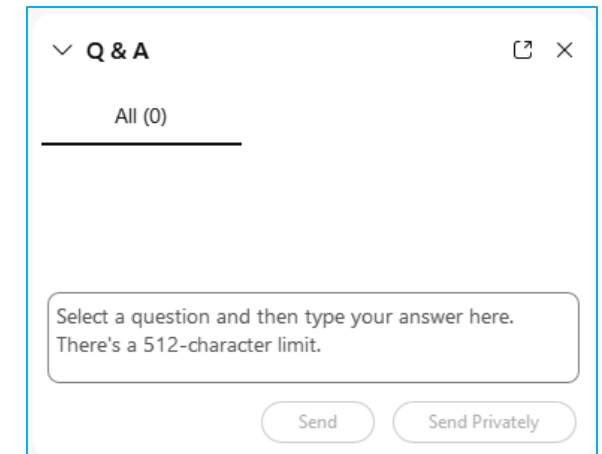 Q & A
All (0)
Select a question and then type your answer here.
There's a 512-character limit.
Send
Send Privately